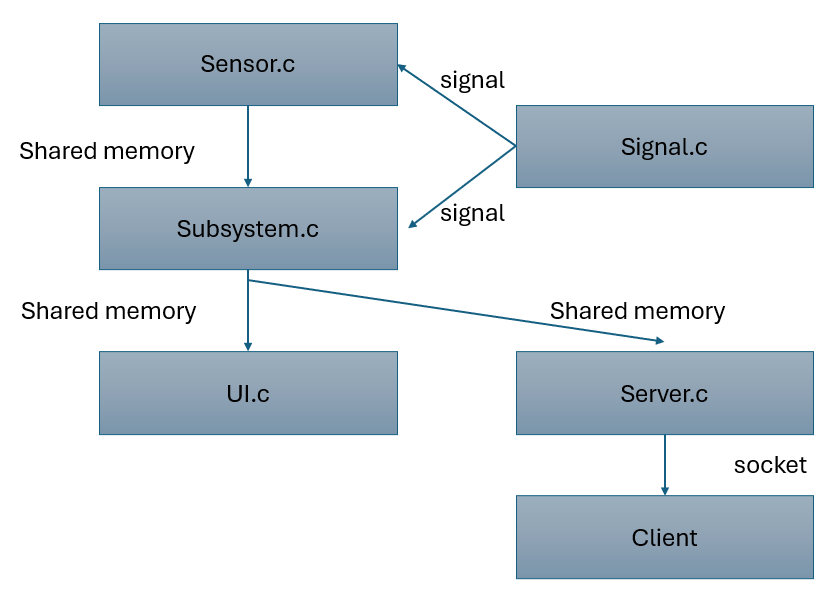 Sensor.c
signal
Signal.c
Shared memory
Subsystem.c
signal
Shared memory
Shared memory
UI.c
Server.c
socket
Client